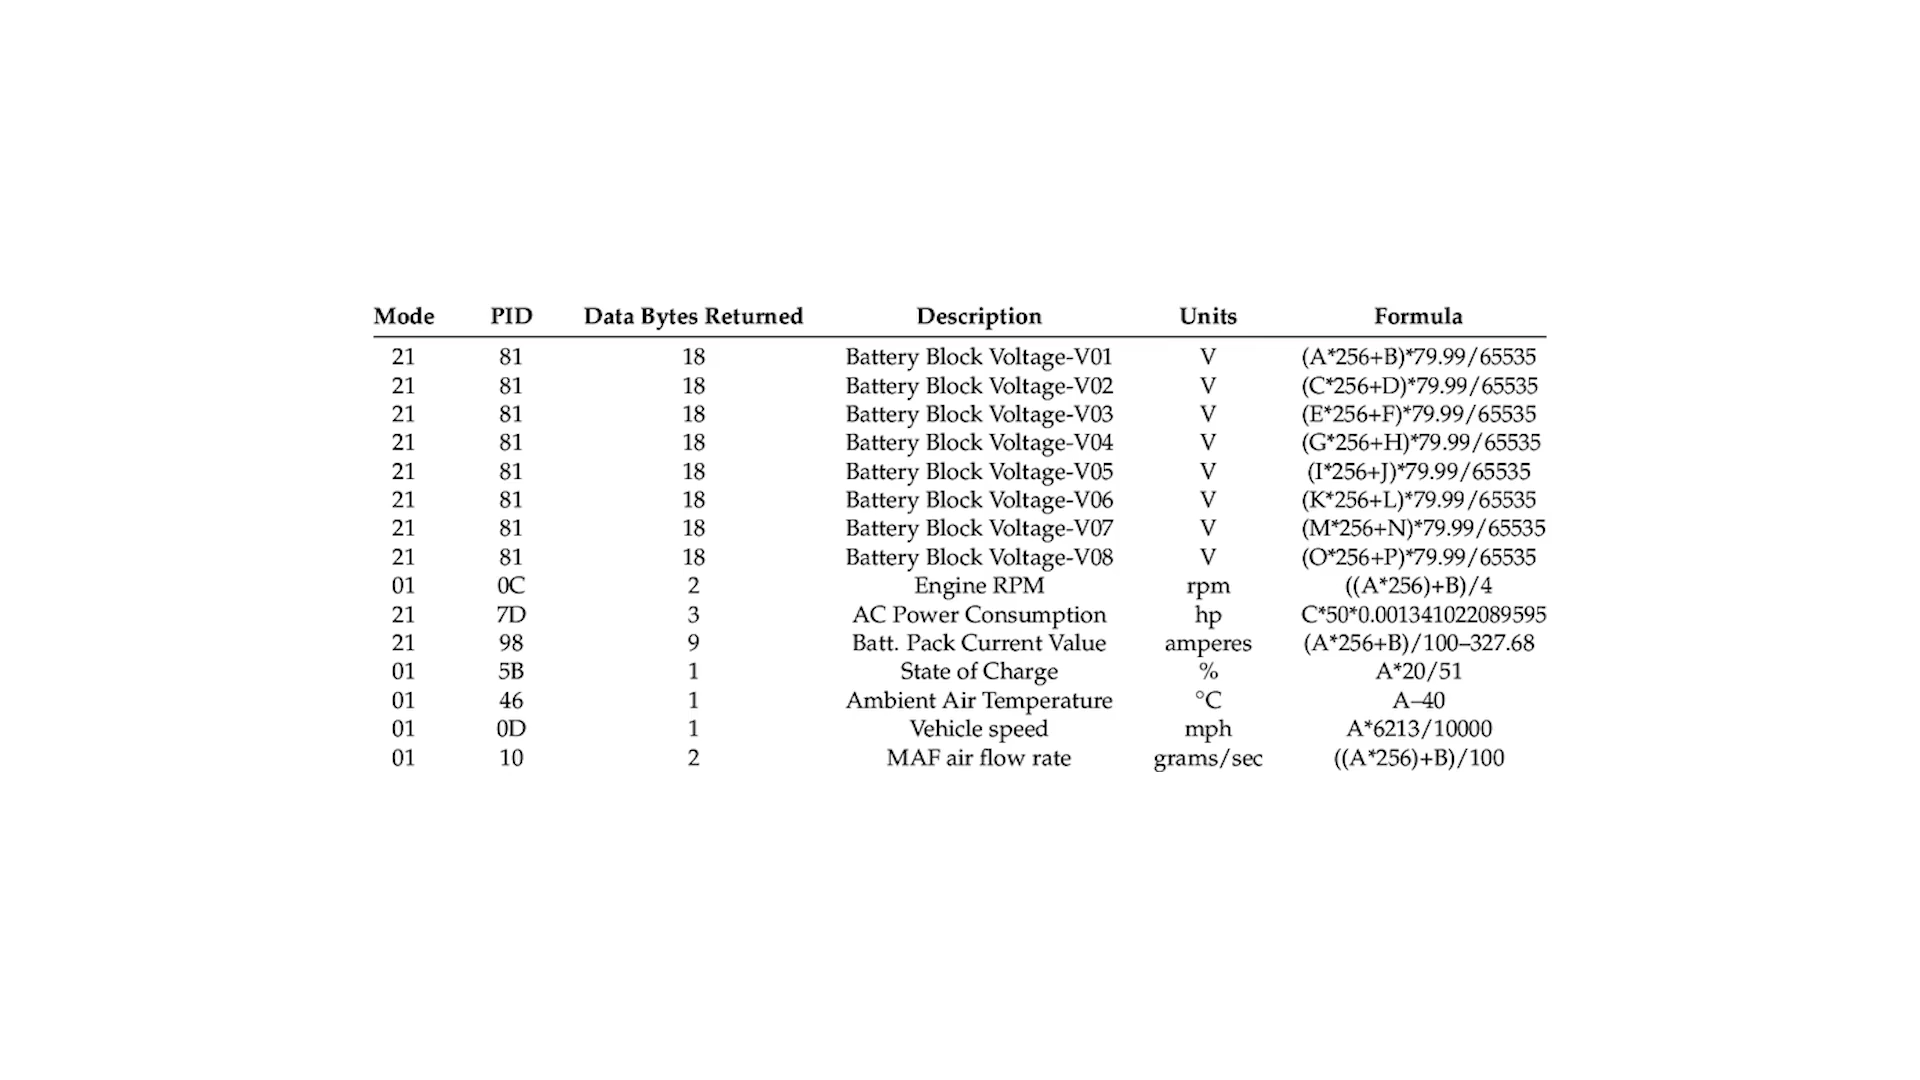 Mode PID Data Bytes Returned Description Units Formula
21 81 18 Battery Block Voltage-V01 V (A*256+B)*79.99/65535
21 81 18 Battery Block Voltage-V02 V (C*256+D)*79.99/65535
21 81 18 Battery Block Voltage-V03 V (E*256+F)*79.99/65535
21 81 18 Battery Block Voltage-V04 V (G*256+H)*79.99/65535
21 81 18 Battery Block Voltage-V05 V (I*256+J)*79.99/65535
21 81 18 Battery Block Voltage-V06 V (K*256+L)*79.99/65535
21 81 18 Battery Block Voltage-V07 V (M*256+N)*79.99/65535
21 81 18 Battery Block Voltage-V08 V (O*256+P)*79.99/65535
01 0C 2 Engine RPM rpm ((A*256)+B)/4
21 7D 3 AC Power Consumption hp C*50*0.001341022089595
21 98 9 Batt. Pack Current Value amperes (A*256+B)/100–327.68
01 5B 1 State of Charge % A*20/51
01 46 1 Ambient Air Temperature °C A–40
01 0D 1 Vehicle speed mph A*6213/10000
01 10 2 MAF air flow rate grams/sec ((A*256)+B)/100